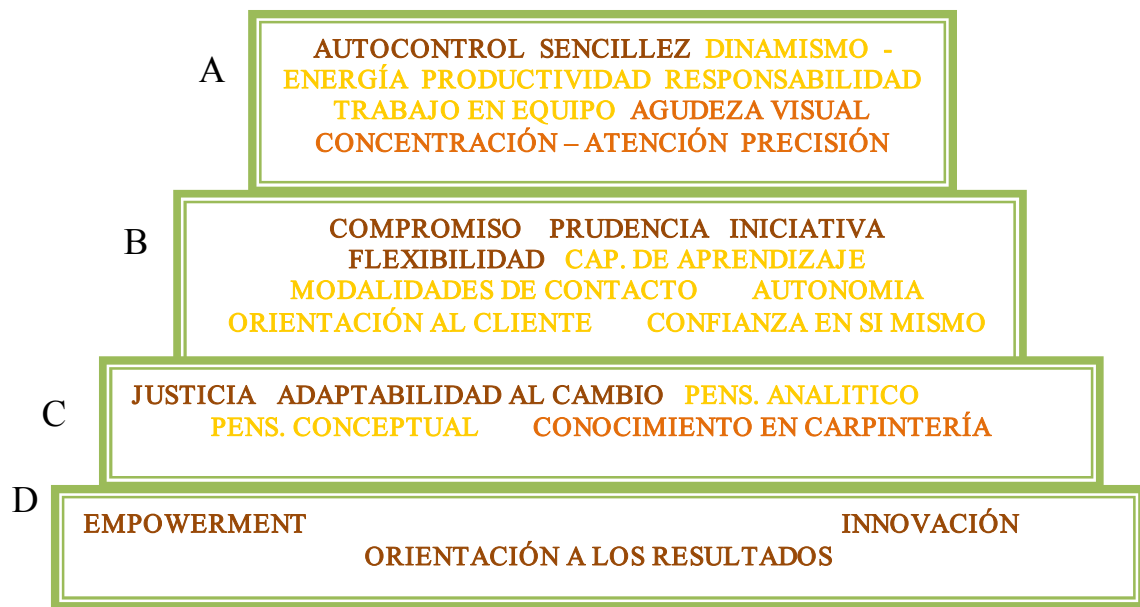 A
AUTOCONTROL SENCILLEZ DINAMISMO -
ENERGÍA PRODUCTIVIDAD RESPONSABILIDAD
TRABAJO EN EQUIPO AGUDEZA VISUAL
CONCENTRACIÓN – ATENCIÓN PRECISIÓN
B
COMPROMISO PRUDENCIA INICIATIVA
FLEXIBILIDAD CAP. DE APRENDIZAJE
MODALIDADES DE CONTACTO AUTONOMIA
ORIENTACIÓN AL CLIENTE CONFIANZA EN SI MISMO
C
JUSTICIA ADAPTABILIDAD AL CAMBIO PENS. ANALITICO
PENS. CONCEPTUAL CONOCIMIENTO EN CARPINTERÍA
D
EMPOWERMENT INNOVACIÓN
ORIENTACIÓN A LOS RESULTADOS